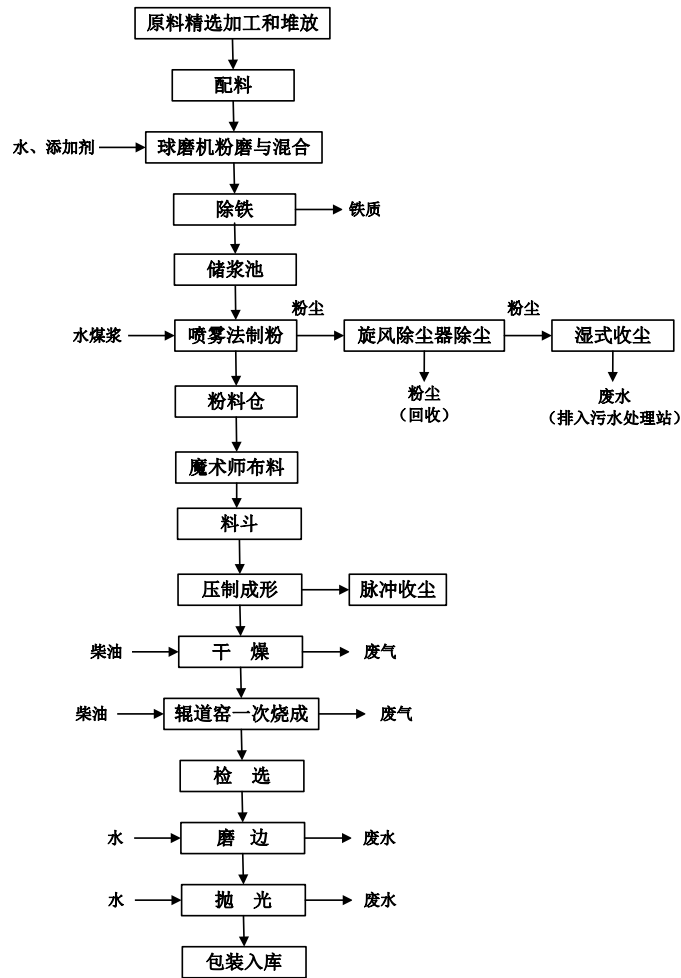 原料精选加工和堆放
配料
水、添加剂
球磨机粉磨与混合
除铁
铁质
储浆池
水煤浆
喷雾法制粉
粉尘
旋风除尘器除尘
粉尘
湿式收尘
粉尘
（回收）
废水
（排入污水处理站）
粉料仓
魔术师布料
料斗
压制成形
脉冲收尘
柴油
干 燥
废气
柴油
辊道窑一次烧成
废气
检 选
水
磨 边
废水
水
抛 光
废水
包装入库